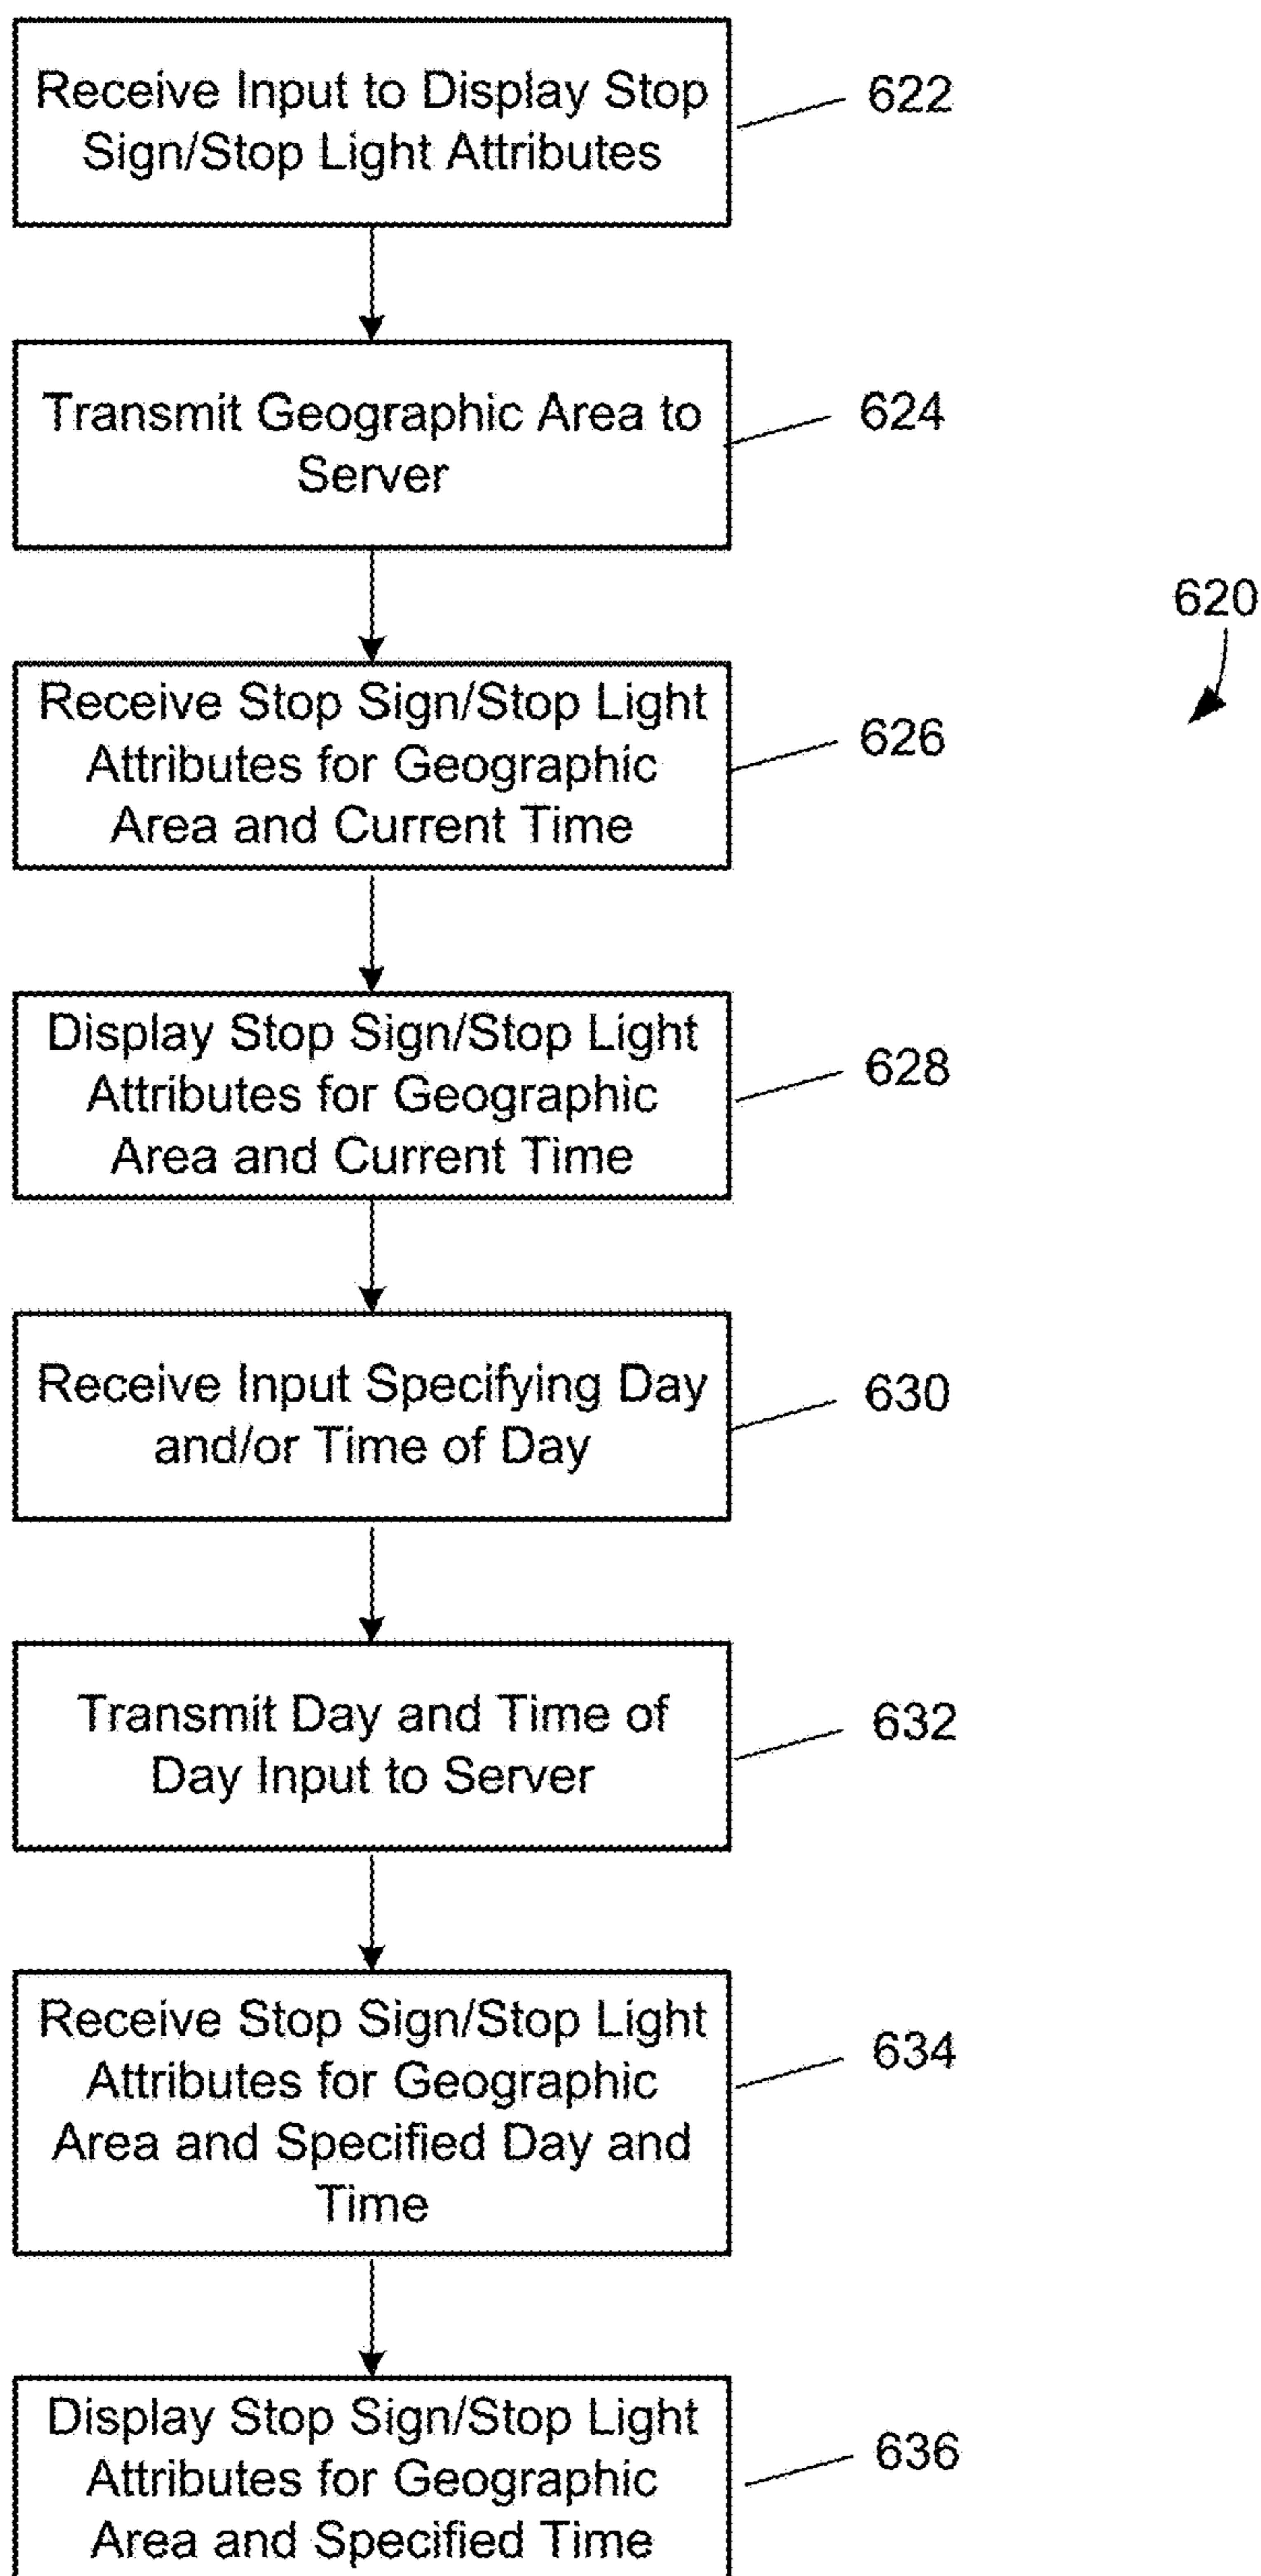 Receive Input to Display Stop
Sign/Stop Light Attributes
622
Transmit Geographic Area to
Server
624
620
Receive Stop Sign/Stop Light
Attributes for Geographic
Area and Current Time
626
Display Stop Sign/Stop Light
Attributes for Geographic
Area and Current Time
628
Receive Input Specifying Day
and/or Time of Day
630
Transmit Day and Time of
Day Input to Server
632
Receive Stop Sign/Stop Light
Attributes for Geographic
Area and Specified Day and
Time
634
Display Stop Sign/Stop Light
Attributes for Geographic
Area and Specified Time
636